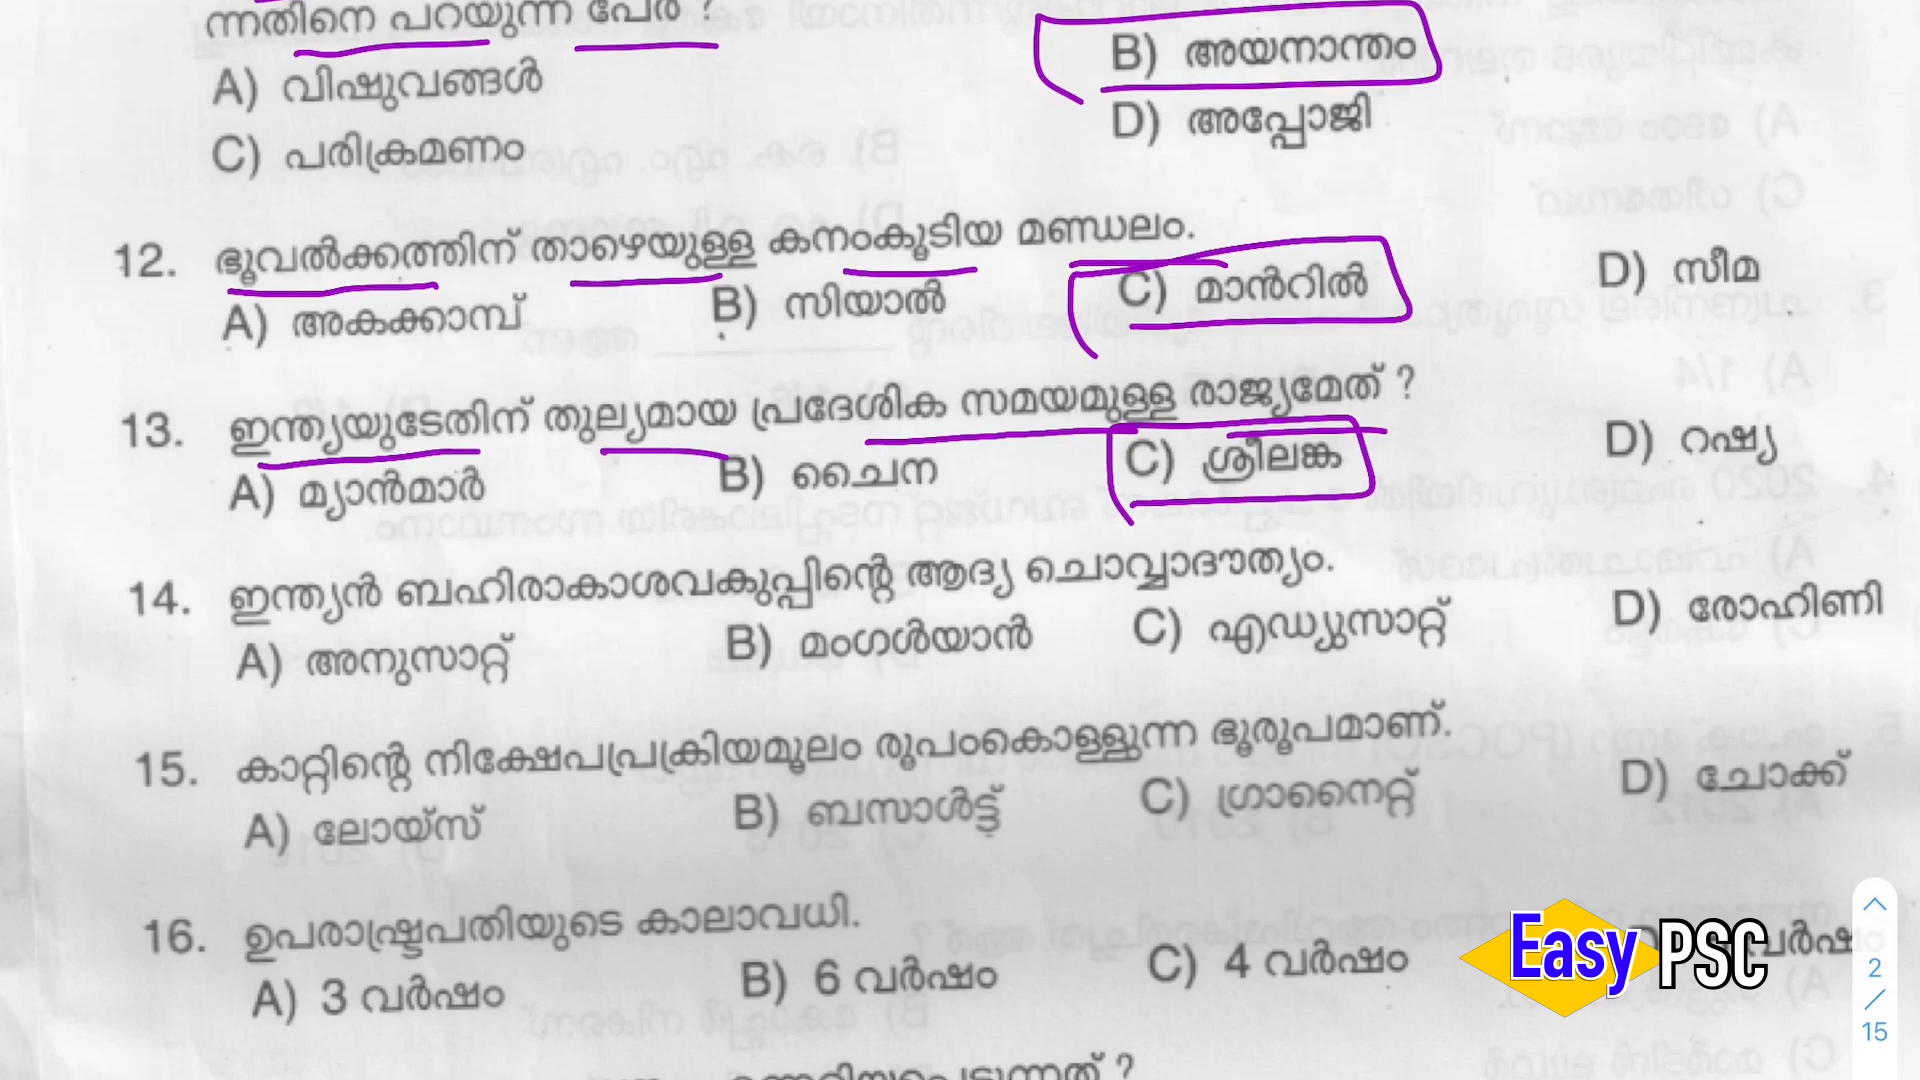 ന്നതിനെ പറയുന്ന പേര് ?
A) വിഷുവങ്ങൾ
B) അയനാന്തം
C) പരിക്രമണം
D) അപ്പോജി
12. ഭൂവൽക്കത്തിന് താഴെയുള്ള കനംകൂടിയ മണ്ഡലം.
A) അകക്കാമ്പ് B) സിയാൽ C) മാൻറിൽ D) സീമ
13. ഇന്ത്യയുടേതിന് തുല്യമായ പ്രദേശിക സമയമുള്ള രാജ്യമേത് ?
A) മ്യാൻമാർ B) ചൈന C) ശ്രീലങ്ക D) റഷ്യ
14. ഇന്ത്യൻ ബഹിരാകാശവകുപ്പിന്റെ ആദ്യ ചൊവ്വാദൗത്യം.
A) അനുസാറ്റ് B) മംഗൾയാൻ C) എഡ്യുസാറ്റ് D) രോഹിണി
15. കാറ്റിന്റെ നിക്ഷേപപ്രക്രിയമൂലം രൂപംകൊള്ളുന്ന ഭൂരൂപമാണ്.
A) ലോയ്സ് B) ബസാൾട്ട് C) ഗ്രാനൈറ്റ് D) ചോക്ക്
16. ഉപരാഷ്ട്രപതിയുടെ കാലാവധി.
A) 3 വർഷം B) 6 വർഷം C) 4 വർഷം വർഷം
Easy PSC
2 / 15